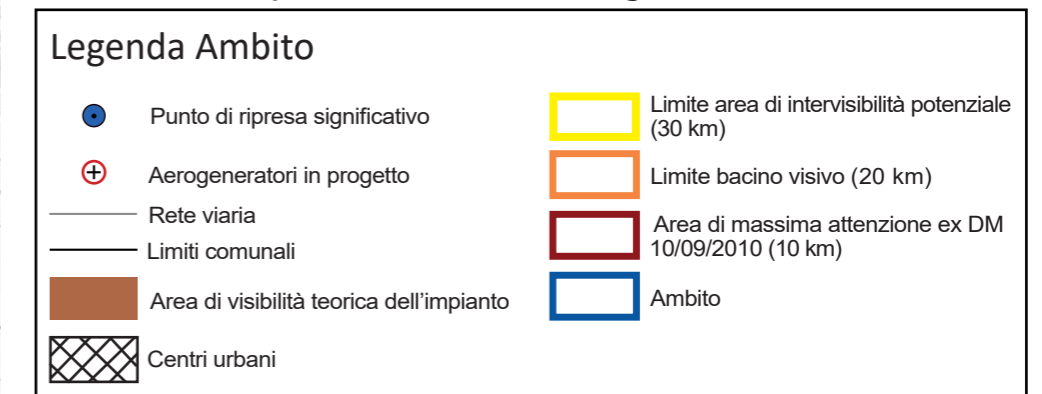 Legenda Ambito
Punto di ripresa significativo
Aerogeneratori in progetto
Rete viaria
Limiti comunali
Area di visibilità teorica dell'impianto
Centri urbani
Limite area di intervisibilità potenziale
(30 km)
Limite bacino visivo (20 km)
Area di massima attenzione ex DM
10/09/2010 (10 km)
Ambito